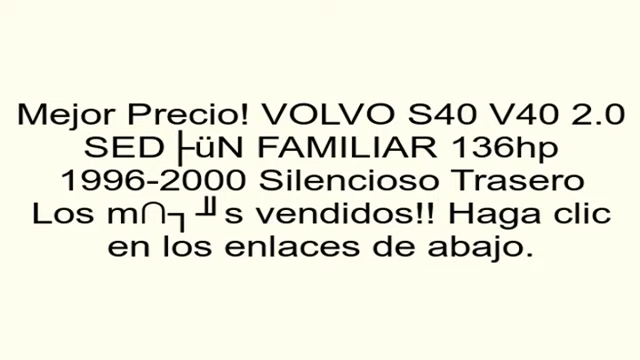 Mejor Precio! VOLVO S40 V40 2.0
SED├üN FAMILIAR 136hp
1996-2000 Silencioso Trasero
Los m∩┐╜s vendidos!! Haga clic
en los enlaces de abajo.